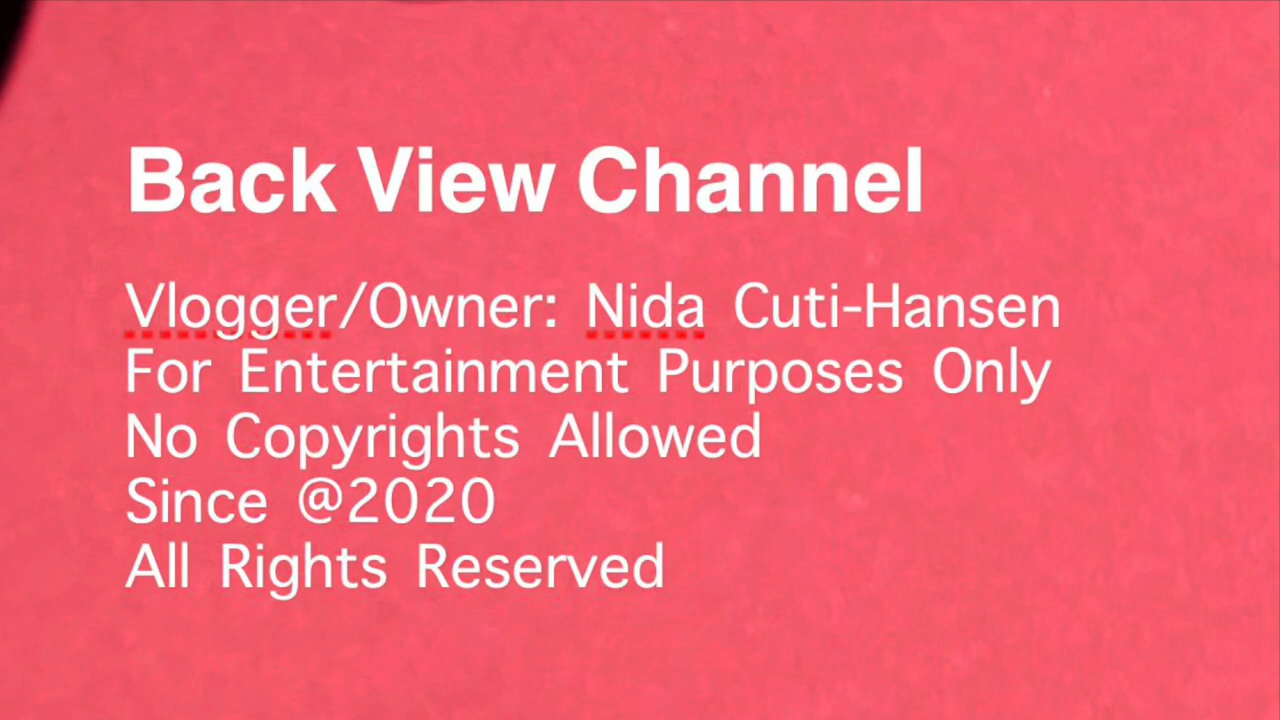 Back View Channel
Vlogger/Owner: Nida Cuti-Hansen
For Entertainment Purposes Only
No Copyrights Allowed
Since @2020
All Rights Reserved